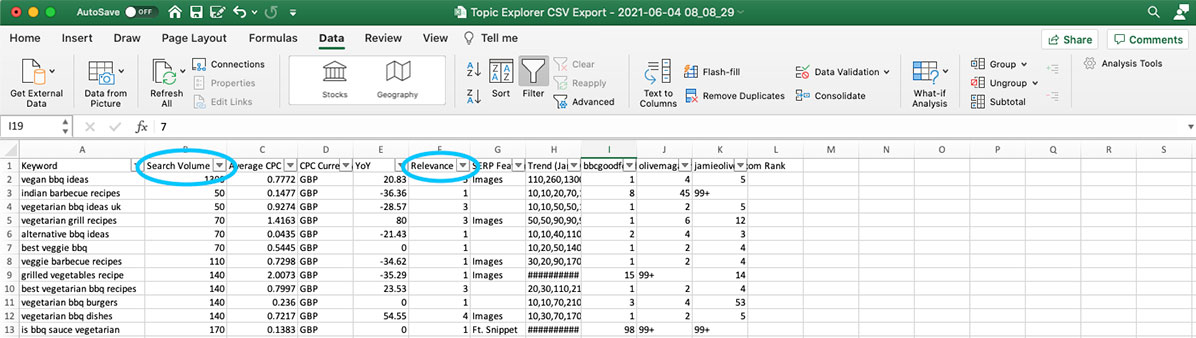 AutoSave OFF Topic Explorer CSV Export - 2021-06-04 08_08_29
Home Insert Draw Page Layout Formulas Data Review View Tell me Share Comments
Get External Data
Data from Picture
Refresh All
Connections
Properties
Edit Links
Stocks Geography
Sort
Filter
Clear
Reapply
Advanced
Text to Columns
Flash-fill
Remove Duplicates
Data Validation
Consolidate
What-if Analysis
Group
Ungroup
Subtotal
Analysis Tools
I19 fx 7
A B C D E F G H I J K L M N O P Q R S
1 Keyword Search Volume Average CPC CPC Curre YoY Relevance SERP Fea Trend (Ja bbcgoodf olivemag jamieoliv om Rank
2 vegan bbq ideas 1300 0.7772 GBP 20.83 Images 110,260,130 1 4 5
3 indian barbecue recipes 50 0.1477 GBP -36.36 1 10,10,20,70,1 8 45 99+
4 vegetarian bbq ideas uk 50 0.9274 GBP -28.57 3 10,10,50,50, 1 2 5
5 vegetarian grill recipes 70 1.4163 GBP 80 3 Images 50,50,90,90, 1 6 12
6 alternative bbq ideas 70 0.0435 GBP -21.43 1 10,10,40,110 2 4 3
7 best veggie bbq 70 0.5445 GBP 0 1 10,20,50,140 1 2 4
8 veggie barbecue recipes 110 0.7298 GBP -34.62 1 Images 30,20,90,170 1 2 4
9 grilled vegetables recipe 140 2.0073 GBP -35.29 1 Images ########## 15 99+ 14
10 best vegetarian bbq recipes 140 0.7997 GBP 23.53 3 20,30,110,21 1 2 4
11 vegetarian bbq burgers 140 0.236 GBP 0 1 10,10,70,210 3 4 53
12 vegetarian bbq dishes 140 0.7217 GBP 54.55 4 Images 10,30,70,170 1 2 5
13 is bbq sauce vegetarian 170 0.1383 GBP 0 1 Ft. Snippet ########## 98 99+ 99+